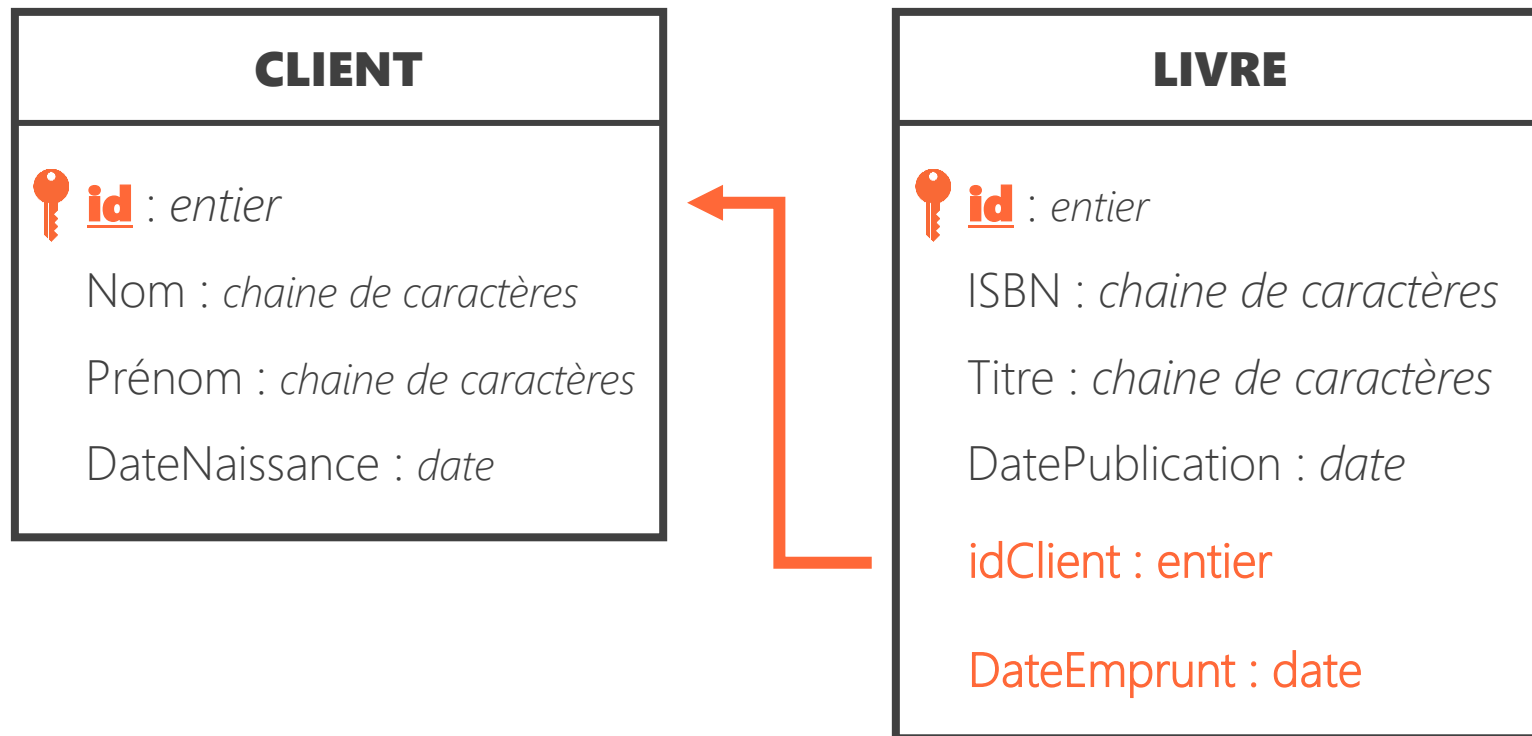 CLIENT
id : entier
Nom : chaine de caractères
Prénom : chaine de caractères
DateNaissance : date
LIVRE
id : entier
ISBN : chaine de caractères
Titre : chaine de caractères
DatePublication : date
idClient : entier
DateEmprunt : date